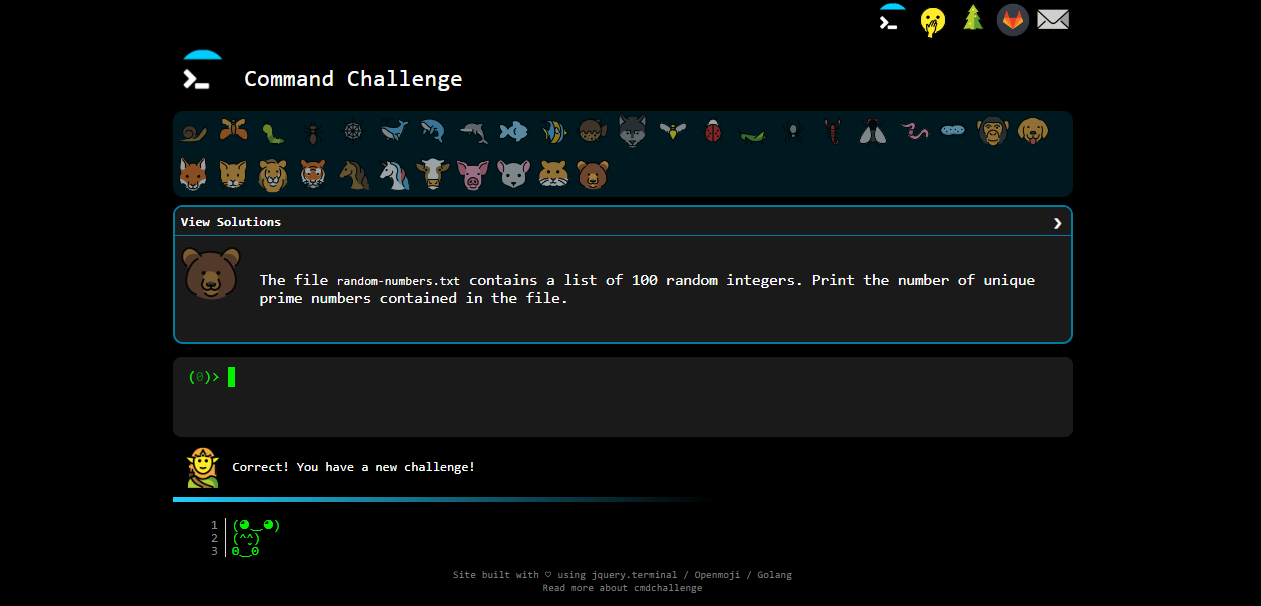 Command Challenge
View Solutions
The file random-numbers.txt contains a list of 100 random integers. Print the number of unique
prime numbers contained in the file.
(0)>
Correct! You have a new challenge!
1 (◕‿◕)
2 (^̮^)
3 ʘ‿ʘ
Site built with ♡ using jquery.terminal / Openmoji / Golang
Read more about cmdchallenge